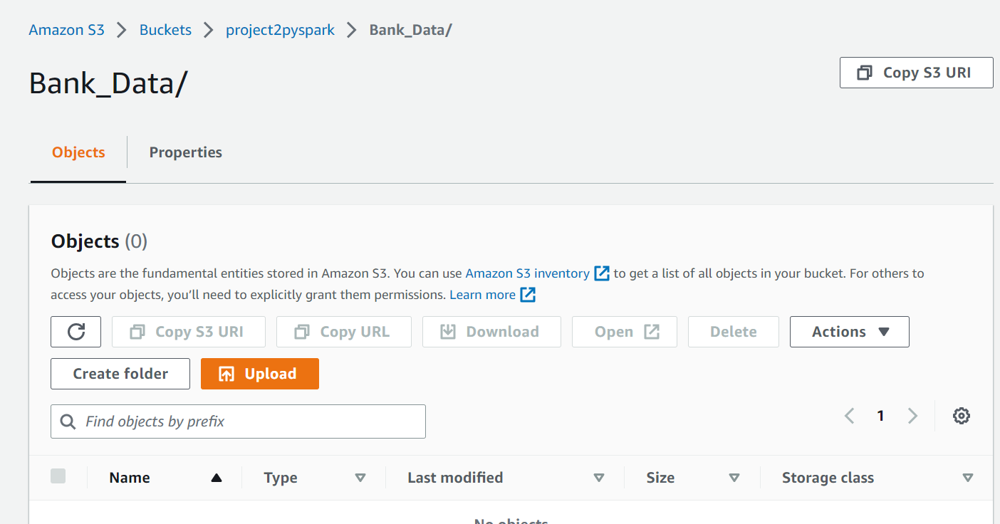 Amazon S3 > Buckets > project2pyspark > Bank_Data/
Bank_Data/
Copy S3 URI
Objects
Properties
Objects (0)
Objects are the fundamental entities stored in Amazon S3. You can use Amazon S3 inventory to get a list of all objects in your bucket. For others to
access your objects, you’ll need to explicitly grant them permissions. Learn more
Copy S3 URI
Copy URL
Download
Open
Delete
Actions
Create folder
Upload
Find objects by prefix
1
Name
Type
Last modified
Size
Storage class
No objects